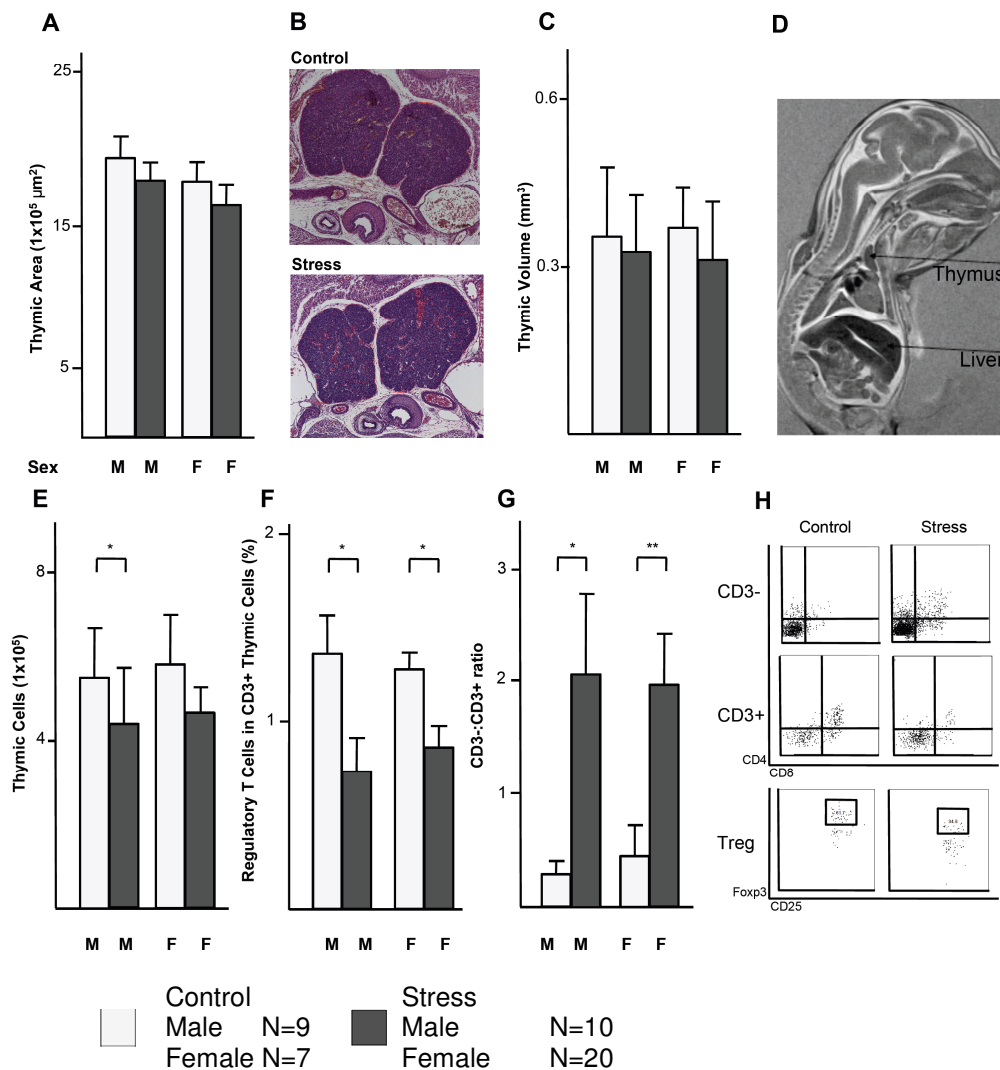 A
B
C
D
Control
Stress
25
15
5
Thymic Area (1x10⁵ µm²)
0.6
0.3
Thymic Volume (mm³)
Thymus
Liver
Sex M M F F
M M F F
E
F
G
H
8
4
Thymic Cells (1x10⁵)
*
M M F F
2
1
Regulatory T Cells in CD3+ Thymic Cells (%)
* *
M M F F
3
2
1
CD3-:CD3+ ratio
* **
M M F F
Control Stress
CD3-
CD3+
CD4
CD8
Treg
Foxp3
CD25
Control Stress
Male N=9 Male N=10
Female N=7 Female N=20